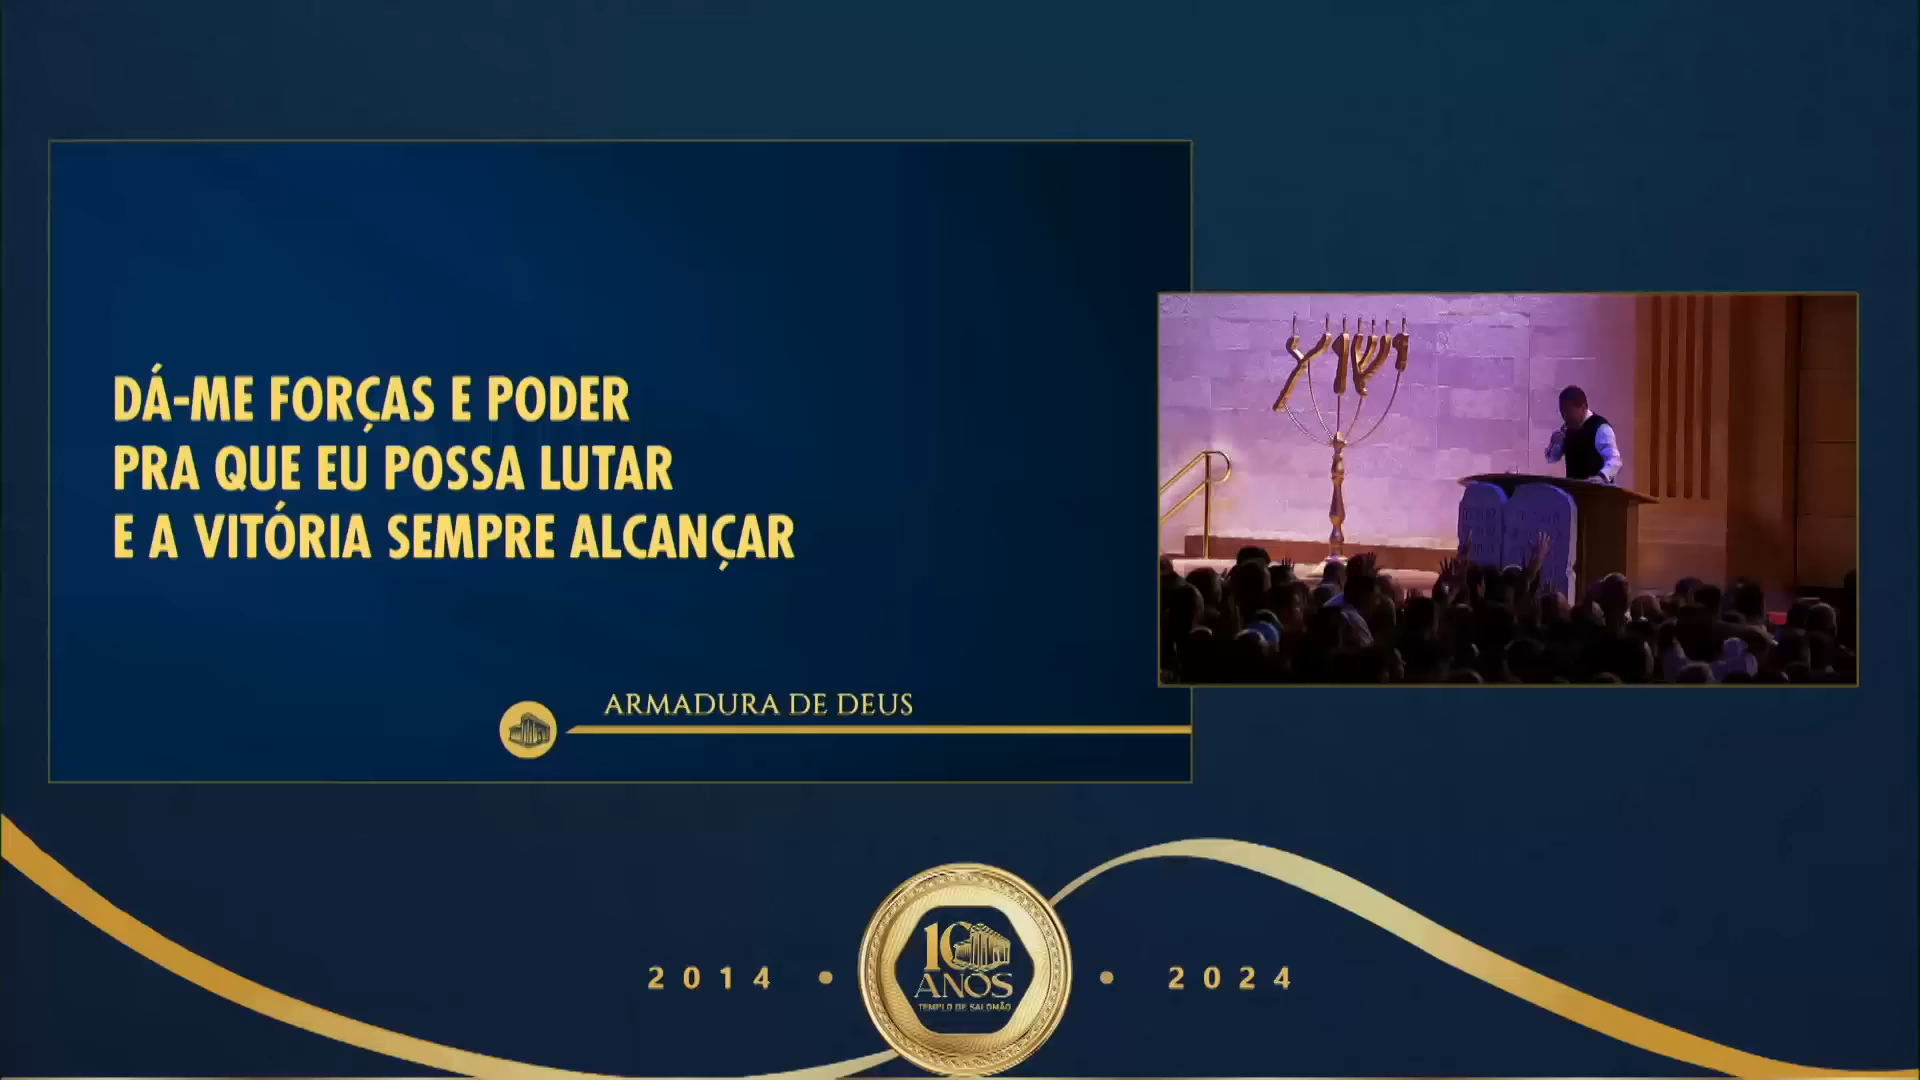 DÁ-ME FORÇAS E PODER
PRA QUE EU POSSA LUTAR
E A VITÓRIA SEMPRE ALCANÇAR
ARMADURA DE DEUS
2014 • 10 ANOS • 2024
TEMPLO DE SALOMÃO